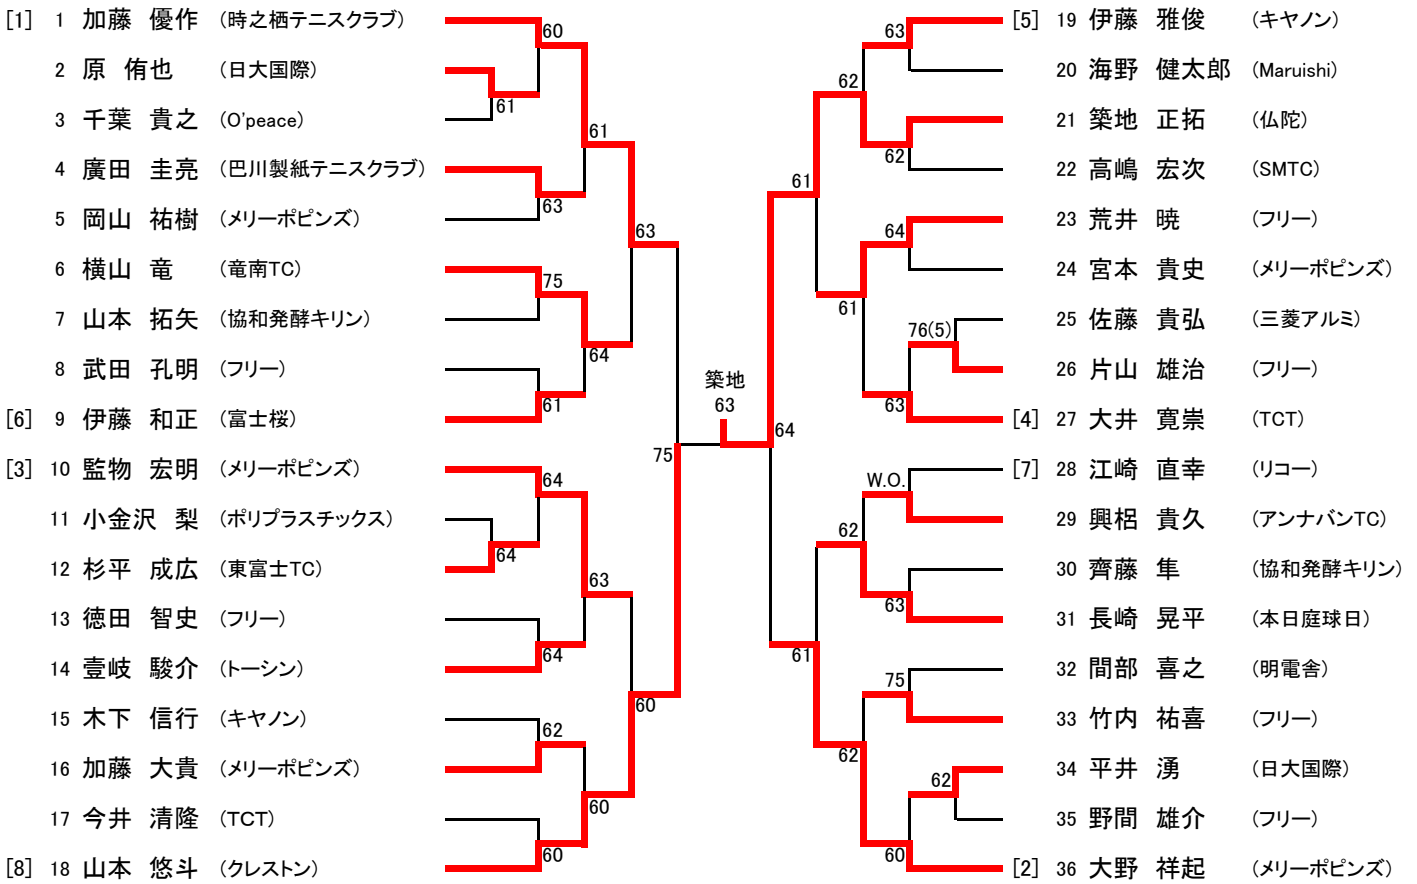 [1] 1 加藤 優作 (時之栖テニスクラブ)
2 原 侑也 (日大国際)
3 千葉 貴之 (O'peace)
4 廣田 圭亮 (巴川製紙テニスクラブ)
5 岡山 祐樹 (メリーポピンズ)
6 横山 竜 (竜南TC)
7 山本 拓矢 (協和発酵キリン)
8 武田 孔明 (フリー)
[6] 9 伊藤 和正 (富士桜)
[3] 10 監物 宏明 (メリーポピンズ)
11 小金沢 梨 (ポリプラスチックス)
12 杉平 成広 (東富士TC)
13 徳田 智史 (フリー)
14 壹岐 駿介 (トーシン)
15 木下 信行 (キヤノン)
16 加藤 大貴 (メリーポピンズ)
17 今井 清隆 (TCT)
[8] 18 山本 悠斗 (クレストン)
60
61
61
63
63
75
64
61
64
64
63
64
62
60
60
60
75
築地
63
64
61
61
63
62
62
64
61
76(5)
63
W.O.
62
63
75
62
62
60
[5] 19 伊藤 雅俊 (キヤノン)
20 海野 健太郎 (Maruishi)
21 築地 正拓 (仏陀)
22 高嶋 宏次 (SMTC)
23 荒井 暁 (フリー)
24 宮本 貴史 (メリーポピンズ)
25 佐藤 貴弘 (三菱アルミ)
26 片山 雄治 (フリー)
[4] 27 大井 寛崇 (TCT)
[7] 28 江崎 直幸 (リコー)
29 興梠 貴久 (アンナバンTC)
30 齊藤 隼 (協和発酵キリン)
31 長崎 晃平 (本日庭球日)
32 間部 喜之 (明電舎)
33 竹内 祐喜 (フリー)
34 平井 湧 (日大国際)
35 野間 雄介 (フリー)
[2] 36 大野 祥起 (メリーポピンズ)